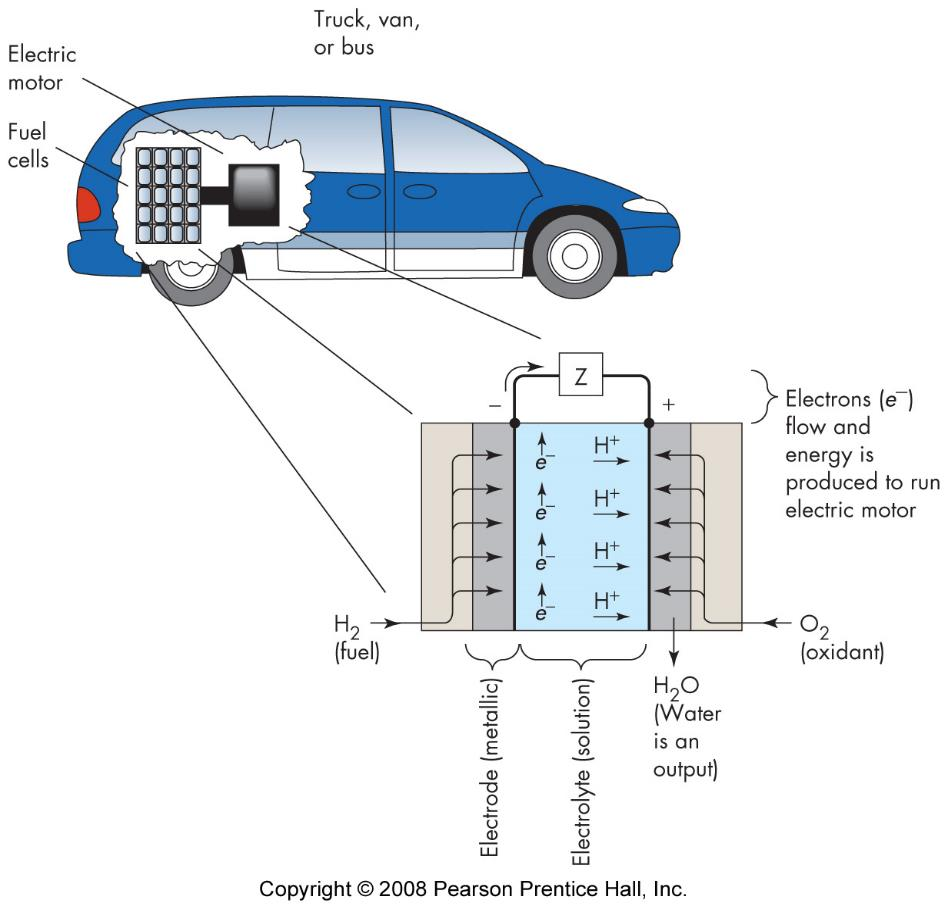 Truck, van,
or bus
Electric
motor
Fuel
cells
Z
−
+
Electrons (e⁻)
flow and
energy is
produced to run
electric motor
e⁻ H⁺
e⁻ H⁺
e⁻ H⁺
e⁻ H⁺
H₂
(fuel)
O₂
(oxidant)
Electrode (metallic)
Electrolyte (solution)
H₂O
(Water
is an
output)
Copyright © 2008 Pearson Prentice Hall, Inc.